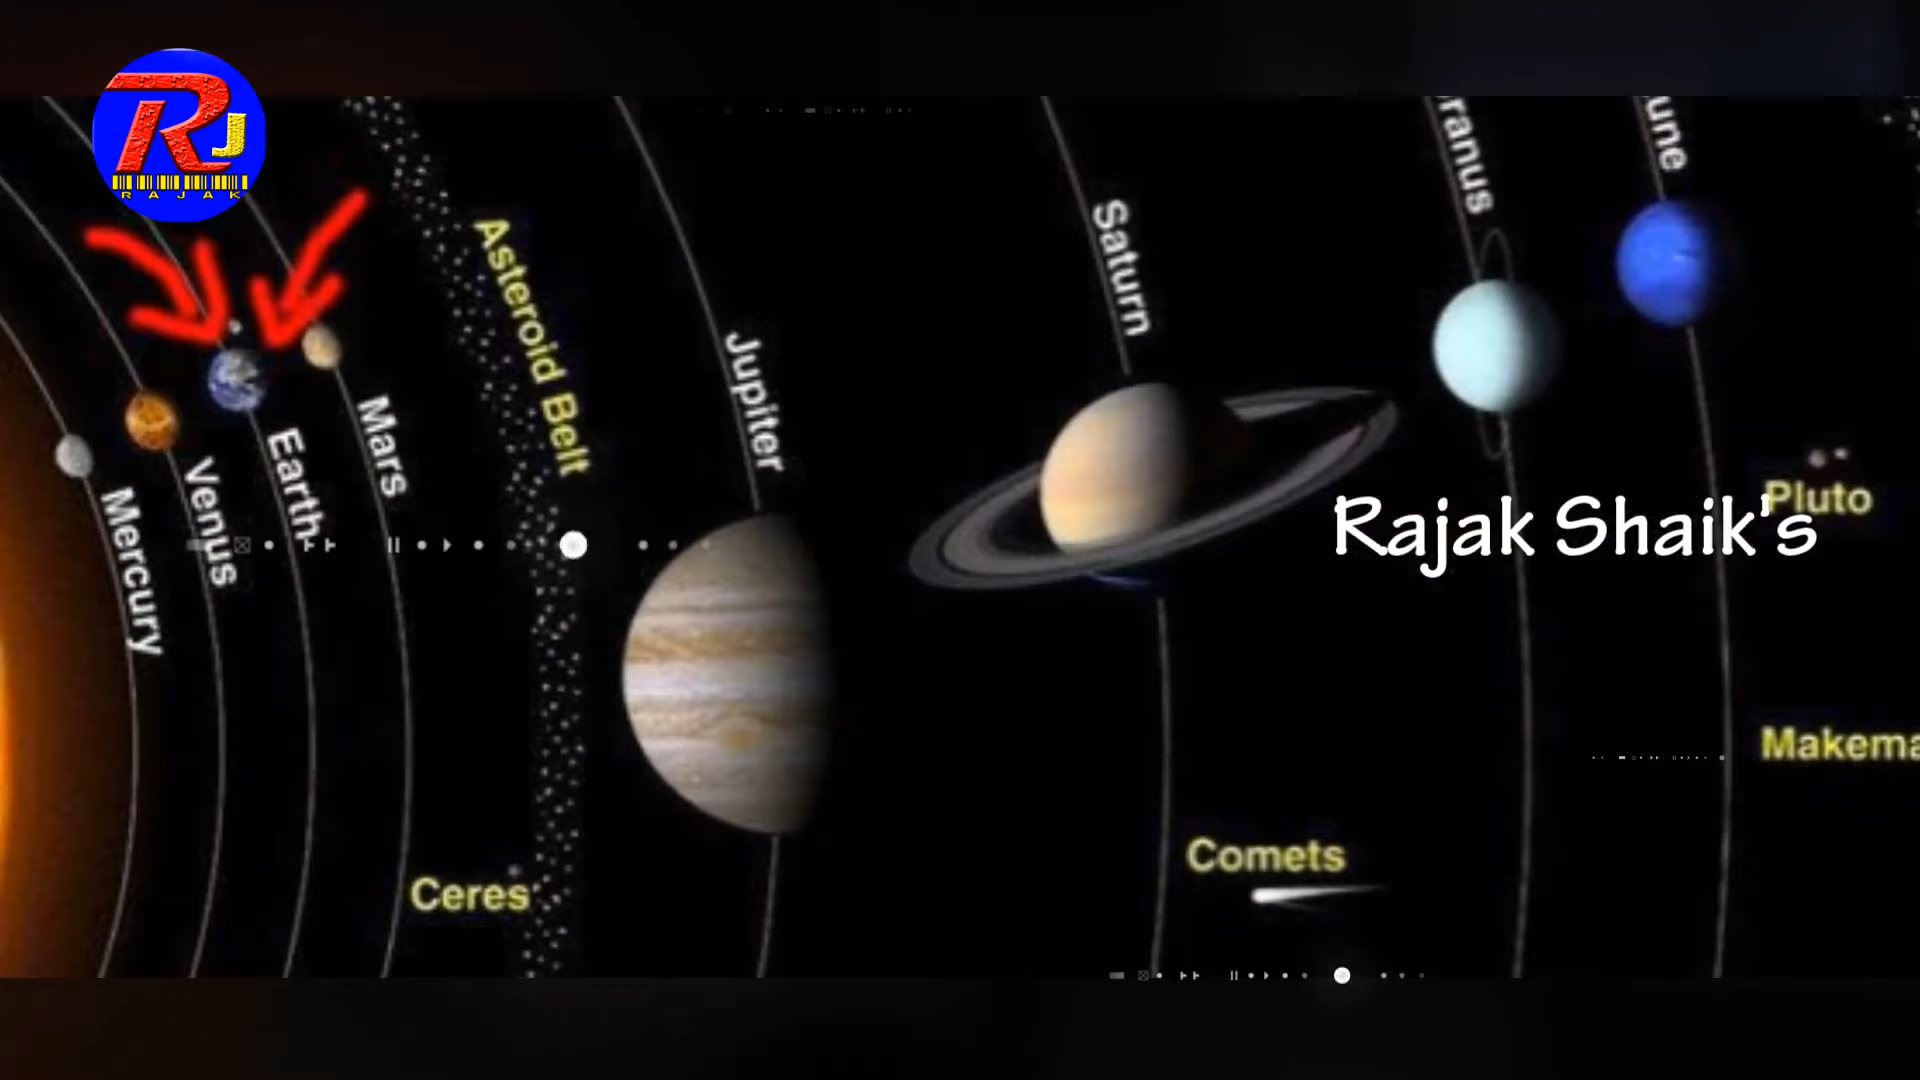 RJ
RAJAK
Mercury
Venus
Earth
Mars
Asteroid Belt
Ceres
Jupiter
Saturn
Comets
ranus
une
Pluto
Rajak Shaik's
Makema